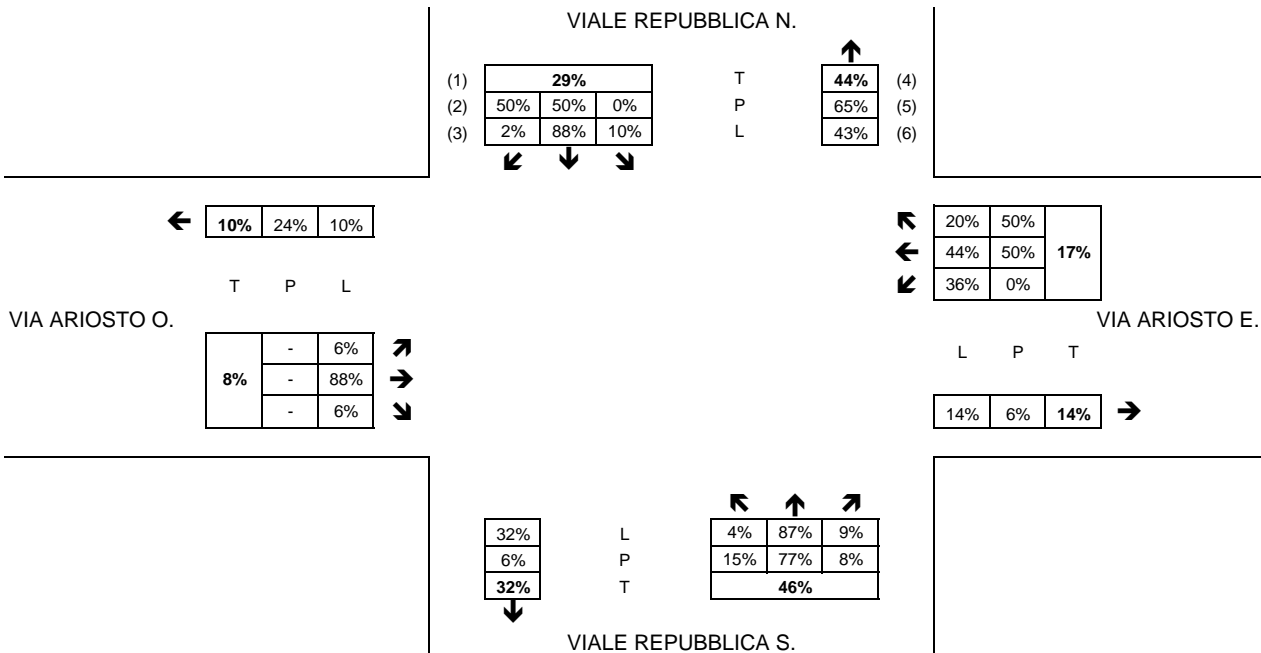 VIALE REPUBBLICA N.
(1) 29% T 44% (4)
(2) 50% 50% 0% P 65% (5)
(3) 2% 88% 10% L 43% (6)
10% 24% 10%
T P L
20% 50%
44% 50% 17%
36% 0%
VIA ARIOSTO O.
VIA ARIOSTO E.
- 6%
8% - 88%
- 6%
L P T
14% 6% 14%
32% L 4% 87% 9%
6% P 15% 77% 8%
32% T 46%
VIALE REPUBBLICA S.